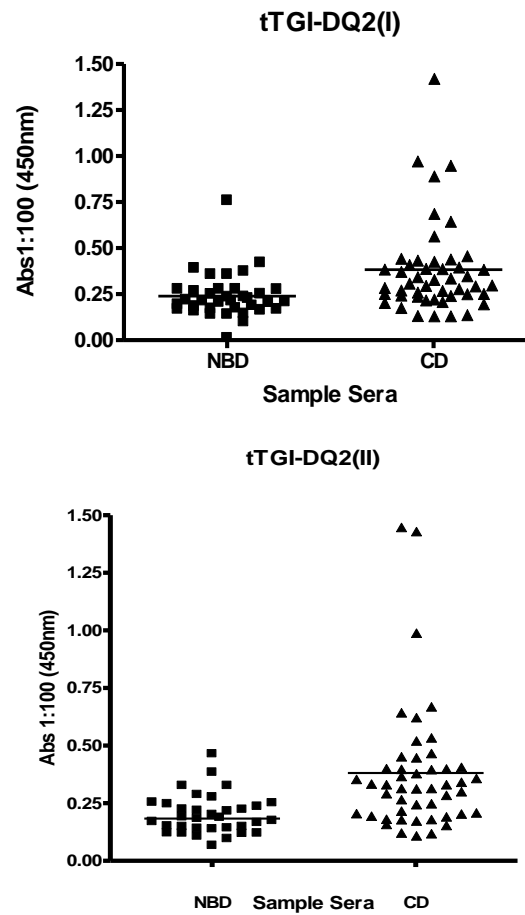 tTGI-DQ2(I)
1.50
1.25
1.00
0.75
0.50
0.25
0.00
Abs1:100 (450nm)
NBD CD
Sample Sera
tTGI-DQ2(II)
1.50
1.25
1.00
0.75
0.50
0.25
0.00
Abs 1:100 (450nm)
NBD Sample Sera CD